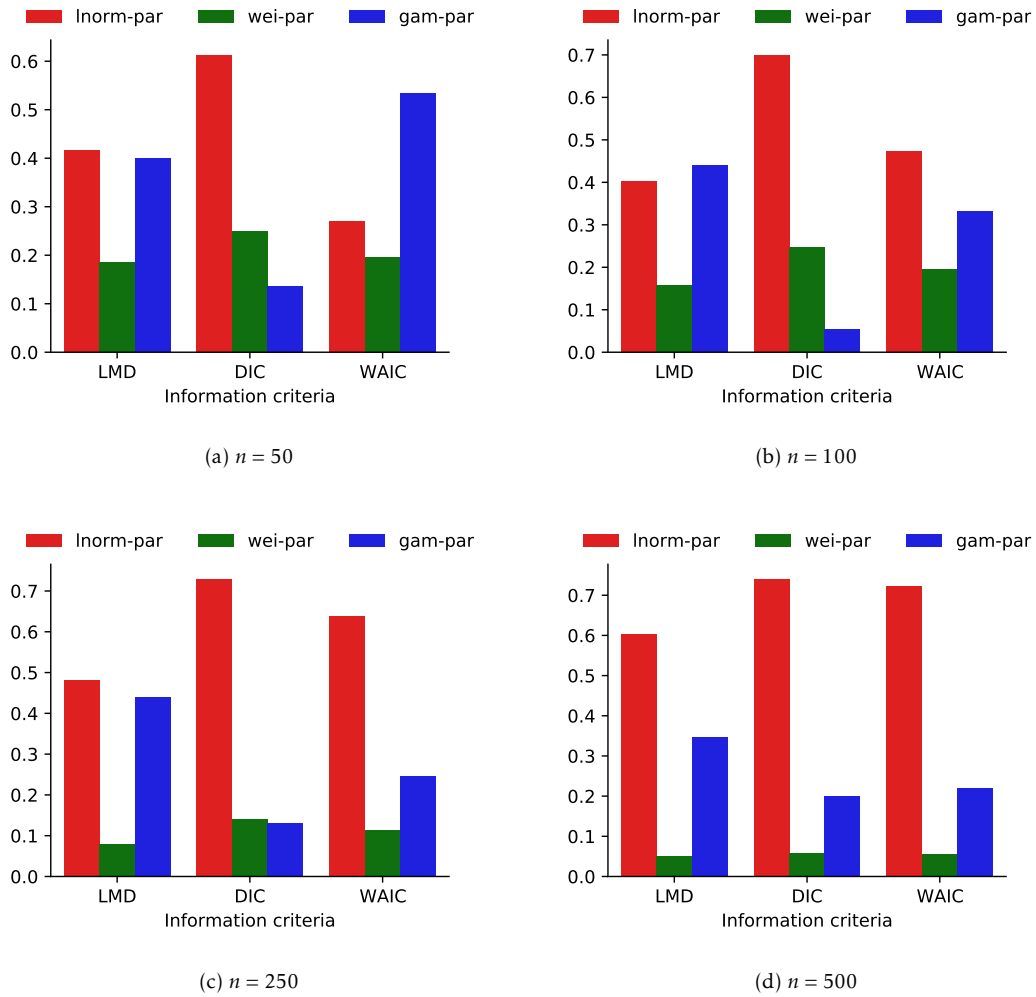 lnorm-par wei-par gam-par
0.6
0.5
0.4
0.3
0.2
0.1
0.0
LMD DIC WAIC
Information criteria
(a) n = 50
lnorm-par wei-par gam-par
0.7
0.6
0.5
0.4
0.3
0.2
0.1
0.0
LMD DIC WAIC
Information criteria
(b) n = 100
lnorm-par wei-par gam-par
0.7
0.6
0.5
0.4
0.3
0.2
0.1
0.0
LMD DIC WAIC
Information criteria
(c) n = 250
lnorm-par wei-par gam-par
0.7
0.6
0.5
0.4
0.3
0.2
0.1
0.0
LMD DIC WAIC
Information criteria
(d) n = 500